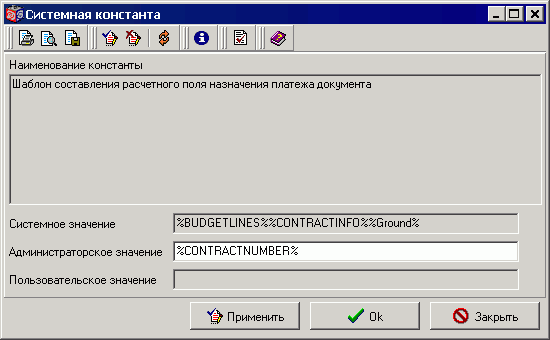 Системная константа
Наименование константы
Шаблон составления расчетного поля назначения платежа документа
Системное значение %BUDGETLINES%%CONTRACTINFO%%Ground%
Администраторское значение %CONTRACTNUMBER%
Пользовательское значение
Применить Ok Закрыть